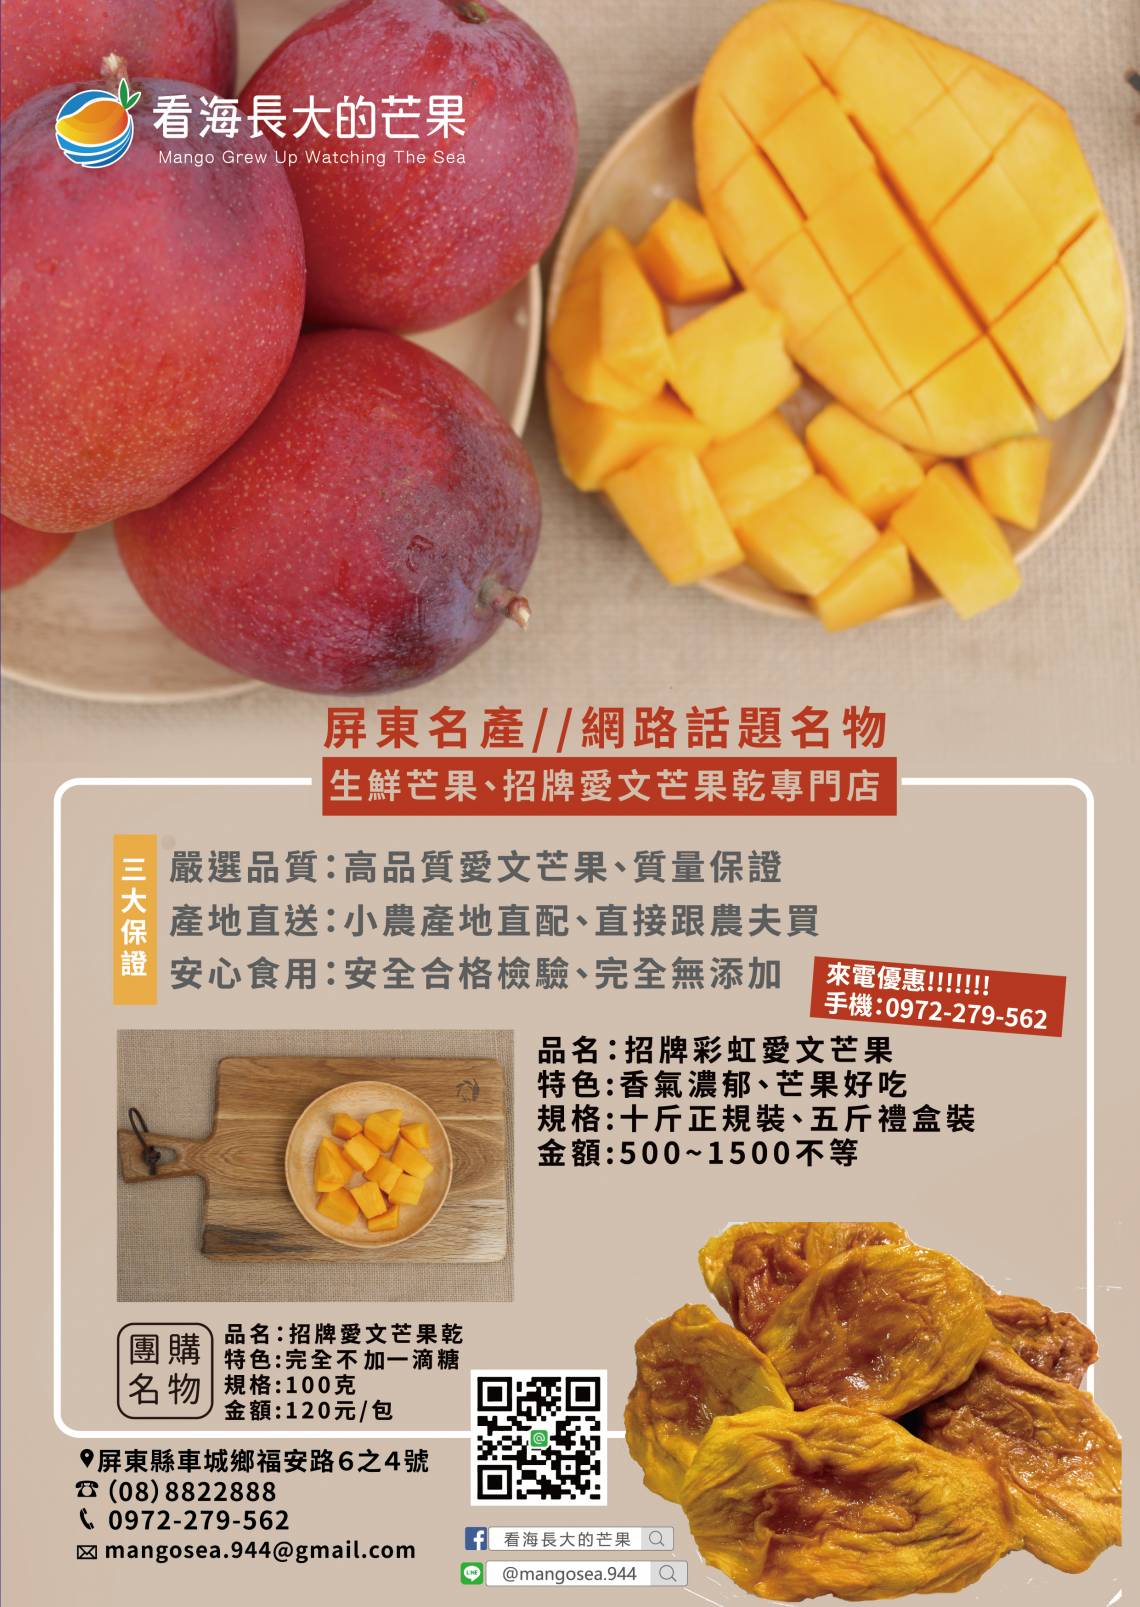 看海長大的芒果
Mango Grew Up Watching The Sea
屏東名產//網路話題名物
生鮮芒果、招牌愛文芒果乾專門店
三大保證
嚴選品質:高品質愛文芒果、質量保證
產地直送:小農產地直配、直接跟農夫買
安心食用:安全合格檢驗、完全無添加
來電優惠!!!!!!!
手機:0972-279-562
品名:招牌彩虹愛文芒果
特色:香氣濃郁、芒果好吃
規格:十斤正規裝、五斤禮盒裝
金額:500~1500不等
團購
名物
品名:招牌愛文芒果乾
特色:完全不加一滴糖
規格:100克
金額:120元/包
屏東縣車城鄉福安路6之4號
(08)8822888
0972-279-562
mangosea.944@gmail.com
看海長大的芒果
LINE
@mangosea.944